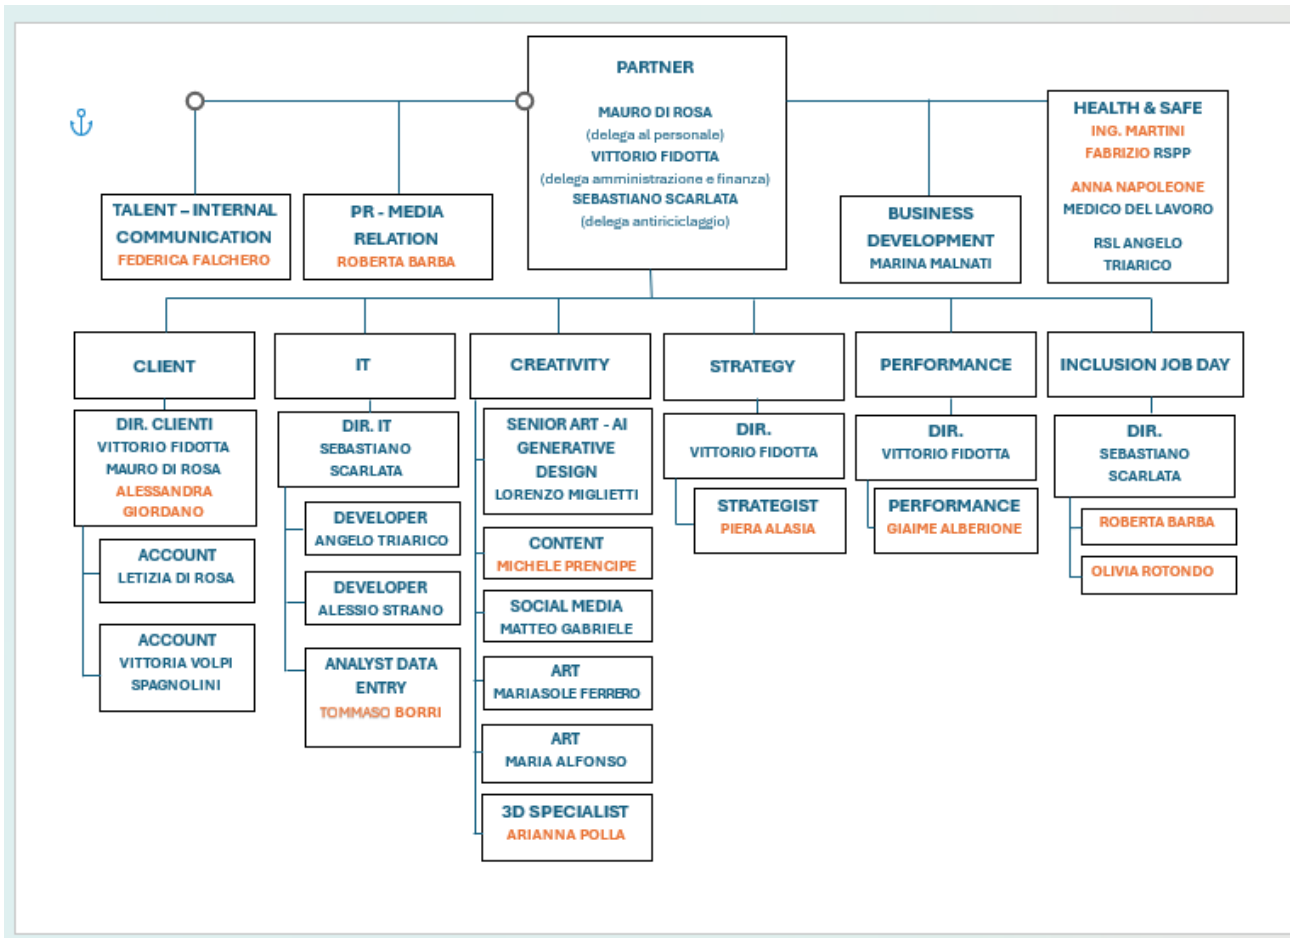 PARTNER
MAURO DI ROSA
(delega al personale)
VITTORIO FIDOTTA
(delega amministrazione e finanza)
SEBASTIANO SCARLATA
(delega antiriciclaggio)
TALENT – INTERNAL
COMMUNICATION
FEDERICA FALCHERO
PR - MEDIA
RELATION
ROBERTA BARBA
BUSINESS
DEVELOPMENT
MARINA MALNATI
HEALTH & SAFE
ING. MARTINI
FABRIZIO RSPP
ANNA NAPOLEONE
MEDICO DEL LAVORO
RSL ANGELO
TRIARICO
CLIENT
DIR. CLIENTI
VITTORIO FIDOTTA
MAURO DI ROSA
ALESSANDRA
GIORDANO
ACCOUNT
LETIZIA DI ROSA
ACCOUNT
VITTORIA VOLPI
SPAGNOLINI
IT
DIR. IT
SEBASTIANO
SCARLATA
DEVELOPER
ANGELO TRIARICO
DEVELOPER
ALESSIO STRANO
ANALYST DATA
ENTRY
TOMMASO BORRI
CREATIVITY
SENIOR ART - AI
GENERATIVE
DESIGN
LORENZO MIGLIETTI
CONTENT
MICHELE PRENCIPE
SOCIAL MEDIA
MATTEO GABRIELE
ART
MARIASOLE FERRERO
ART
MARIA ALFONSO
3D SPECIALIST
ARIANNA POLLA
STRATEGY
DIR.
VITTORIO FIDOTTA
STRATEGIST
PIERA ALASIA
PERFORMANCE
DIR.
VITTORIO FIDOTTA
PERFORMANCE
GIAIME ALBERIONE
INCLUSION JOB DAY
DIR.
SEBASTIANO
SCARLATA
ROBERTA BARBA
OLIVIA ROTONDO